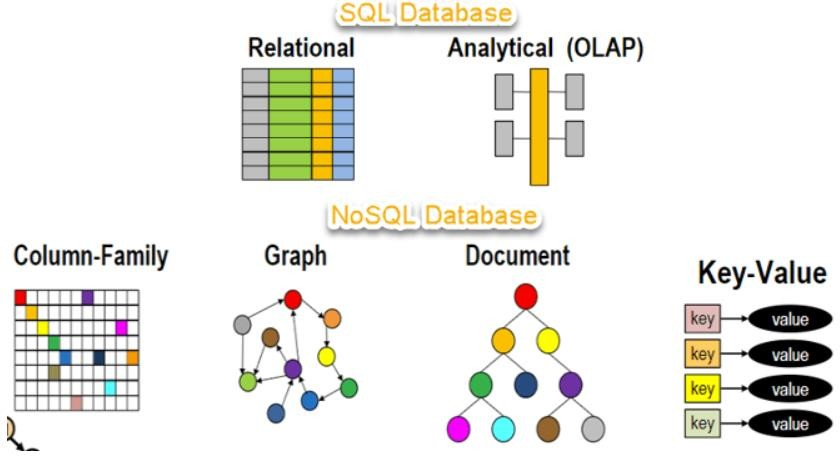 SQL Database
Relational
Analytical (OLAP)
NoSQL Database
Column-Family
Graph
Document
Key-Value
key value
key value
key value
key value